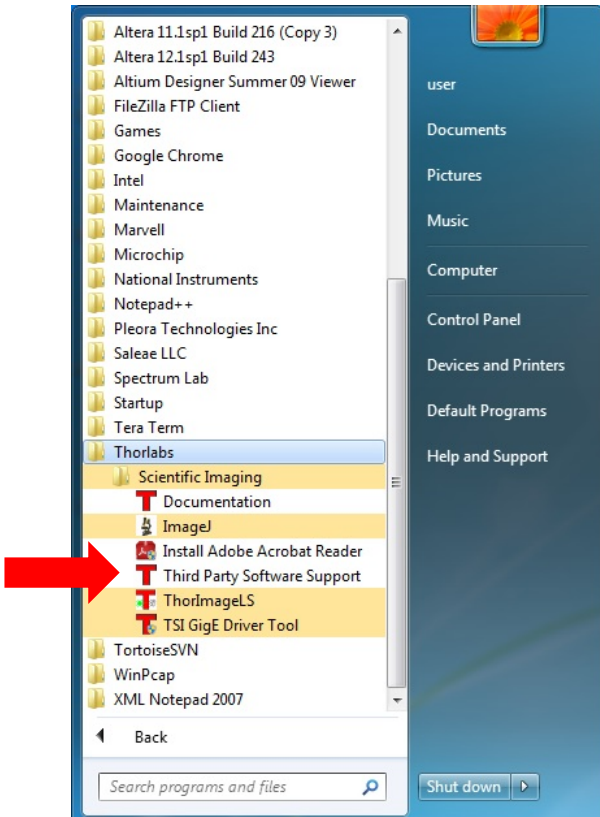 Altera 11.1sp1 Build 216 (Copy 3)
Altera 12.1sp1 Build 243
Altium Designer Summer 09 Viewer
FileZilla FTP Client
Games
Google Chrome
Intel
Maintenance
Marvell
Microchip
National Instruments
Notepad++
Pleora Technologies Inc
Saleae LLC
Spectrum Lab
Startup
Tera Term
Thorlabs
Scientific Imaging
Documentation
ImageJ
Install Adobe Acrobat Reader
Third Party Software Support
ThorImageLS
TSI GigE Driver Tool
TortoiseSVN
WinPcap
XML Notepad 2007
Back
Search programs and files
user
Documents
Pictures
Music
Computer
Control Panel
Devices and Printers
Default Programs
Help and Support
Shut down